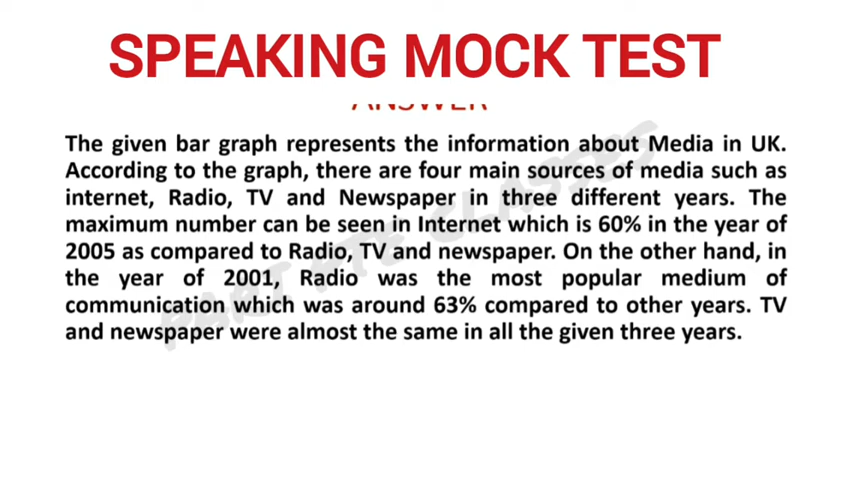 SPEAKING MOCK TEST
ANSWER
The given bar graph represents the information about Media in UK.
According to the graph, there are four main sources of media such as
internet, Radio, TV and Newspaper in three different years. The
maximum number can be seen in Internet which is 60% in the year of
2005 as compared to Radio, TV and newspaper. On the other hand, in
the year of 2001, Radio was the most popular medium of
communication which was around 63% compared to other years. TV
and newspaper were almost the same in all the given three years.
PART PTE CLASSES